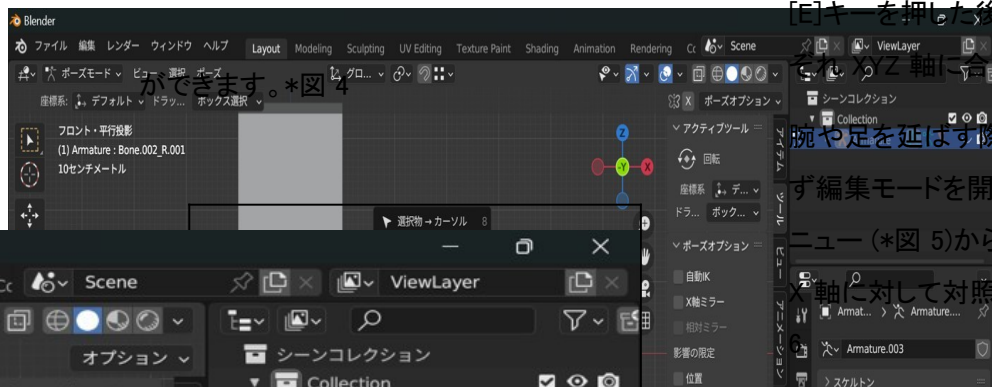 Blender
ファイル 編集 レンダー ウィンドウ ヘルプ Layout Modeling Sculpting UV Editing Texture Paint Shading Animation Rendering Cc Scene ViewLayer
[E]キーを押した後
ポーズモード ビュー 選択 ポーズ グロ...
ができます。*図 4
それ XYZ 軸に合
座標系: デフォルト ドラッ... ボックス選択 X ポーズオプション
シーンコレクション
Collection
フロント・平行投影
(1) Armature : Bone.002_R.001
10センチメートル
アクティブツール
回転
座標系 デ...
ドラ... ボック...
アイテム
ツール
ビュー
アニメーション
腕や足を延ばす際
ず編集モードを開
選択物 → カーソル 8
ニュー (*図 5)から
X 軸に対して対照
6
ポーズオプション
自動IK
X軸ミラー
相対ミラー
影響の限定
位置
Armat... Armature....
Armature.003
スケルトン
Cc Scene ViewLayer
オプション
シーンコレクション
Collection